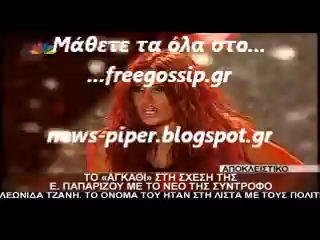 Μάθετε τα όλα στο...
...freegossip.gr
news-piper.blogspot.gr
ΑΠΟΚΛΕΙΣΤΙΚΟ
ΤΟ «ΑΓΚΑΘΙ» ΣΤΗ ΣΧΕΣΗ ΤΗΣ
Ε. ΠΑΠΑΡΙΖΟΥ ΜΕ ΤΟ ΝΕΟ ΤΗΣ ΣΥΝΤΡΟΦΟ
ΛΕΩΝΙΔΑ ΤΖΑΝΗ. ΤΟ ΟΝΟΜΑ ΤΟΥ ΗΤΑΝ ΣΤΗ ΛΙΣΤΑ ΜΕ ΤΟΥΣ ΠΟΛΙΤ